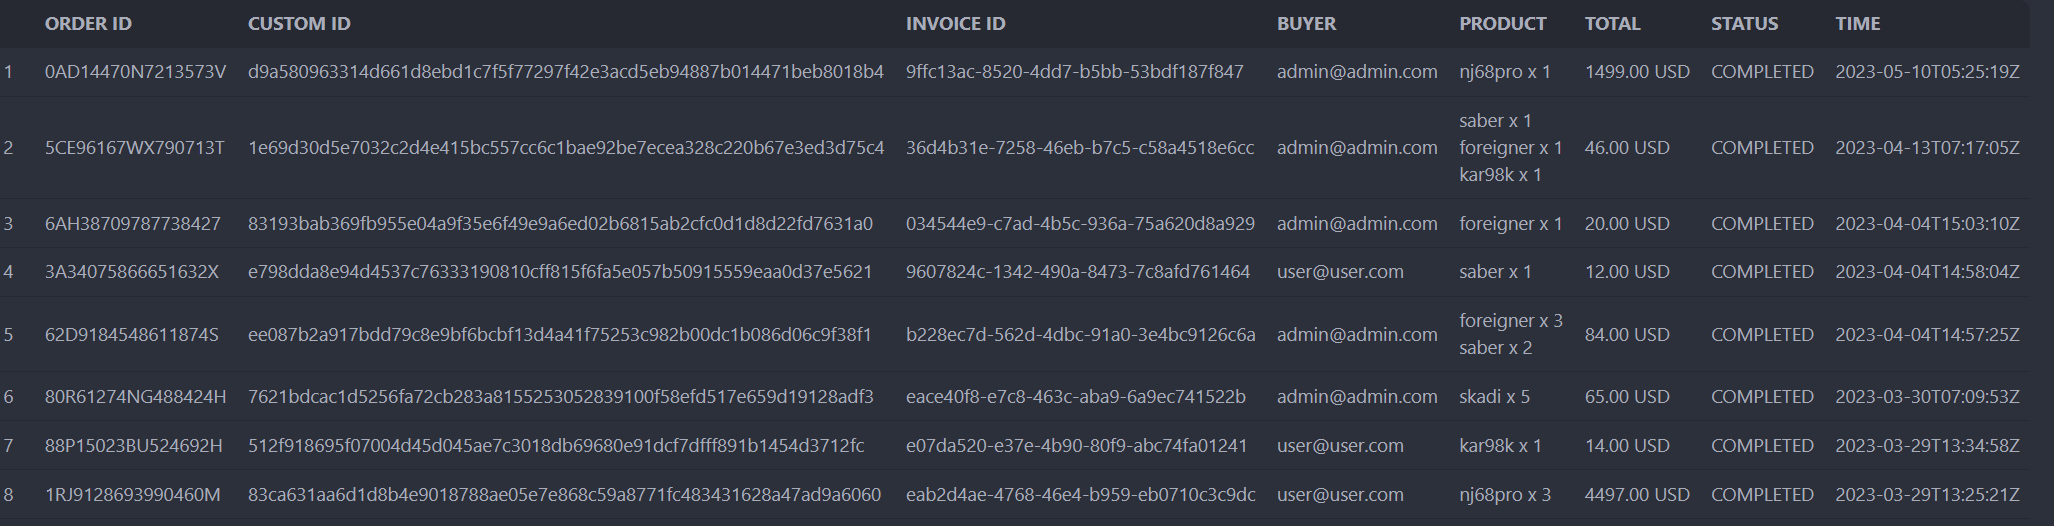 ORDER ID CUSTOM ID INVOICE ID BUYER PRODUCT TOTAL STATUS TIME
1 0AD14470N7213573V d9a580963314d661d8ebd1c7f5f77297f42e3acd5eb94887b014471beb8018b4 9ffc13ac-8520-4dd7-b5bb-53bdf187f847 admin@admin.com nj68pro x 1 1499.00 USD COMPLETED 2023-05-10T05:25:19Z
saber x 1
2 5CE96167WX790713T 1e69d30d5e7032c2d4e415bc557cc6c1bae92be7ecea328c220b67e3ed3d75c4 36d4b31e-7258-46eb-b7c5-c58a4518e6cc admin@admin.com foreigner x 1 46.00 USD COMPLETED 2023-04-13T07:17:05Z
kar98k x 1
3 6AH38709787738427 83193bab369fb955e04a9f35e6f49e9a6ed02b6815ab2cfc0d1d8d22fd7631a0 034544e9-c7ad-4b5c-936a-75a620d8a929 admin@admin.com foreigner x 1 20.00 USD COMPLETED 2023-04-04T15:03:10Z
4 3A34075866651632X e798dda8e94d4537c76333190810cff815f6fa5e057b50915559eaa0d37e5621 9607824c-1342-490a-8473-7c8afd761464 user@user.com saber x 1 12.00 USD COMPLETED 2023-04-04T14:58:04Z
foreigner x 3
5 62D9184548611874S ee087b2a917bdd79c8e9bf6bcbf13d4a41f75253c982b00dc1b086d06c9f38f1 b228ec7d-562d-4dbc-91a0-3e4bc9126c6a admin@admin.com 84.00 USD COMPLETED 2023-04-04T14:57:25Z
saber x 2
6 80R61274NG488424H 7621bdcac1d5256fa72cb283a8155253052839100f58efd517e659d19128adf3 eace40f8-e7c8-463c-aba9-6a9ec741522b admin@admin.com skadi x 5 65.00 USD COMPLETED 2023-03-30T07:09:53Z
7 88P15023BU524692H 512f918695f07004d45d045ae7c3018db69680e91dcf7dfff891b1454d3712fc e07da520-e37e-4b90-80f9-abc74fa01241 user@user.com kar98k x 1 14.00 USD COMPLETED 2023-03-29T13:34:58Z
8 1RJ9128693990460M 83ca631aa6d1d8b4e9018788ae05e7e868c59a8771fc483431628a47ad9a6060 eab2d4ae-4768-46e4-b959-eb0710c3c9dc user@user.com nj68pro x 3 4497.00 USD COMPLETED 2023-03-29T13:25:21Z